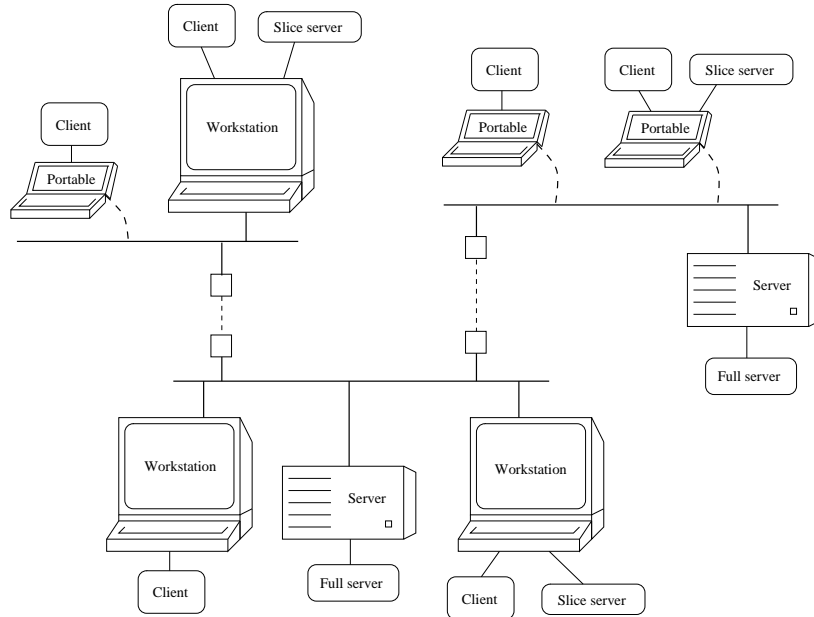 Client
Slice server
Workstation
Client
Portable
Client
Portable
Client
Slice server
Portable
Server
Full server
Workstation
Client
Server
Full server
Workstation
Client
Slice server